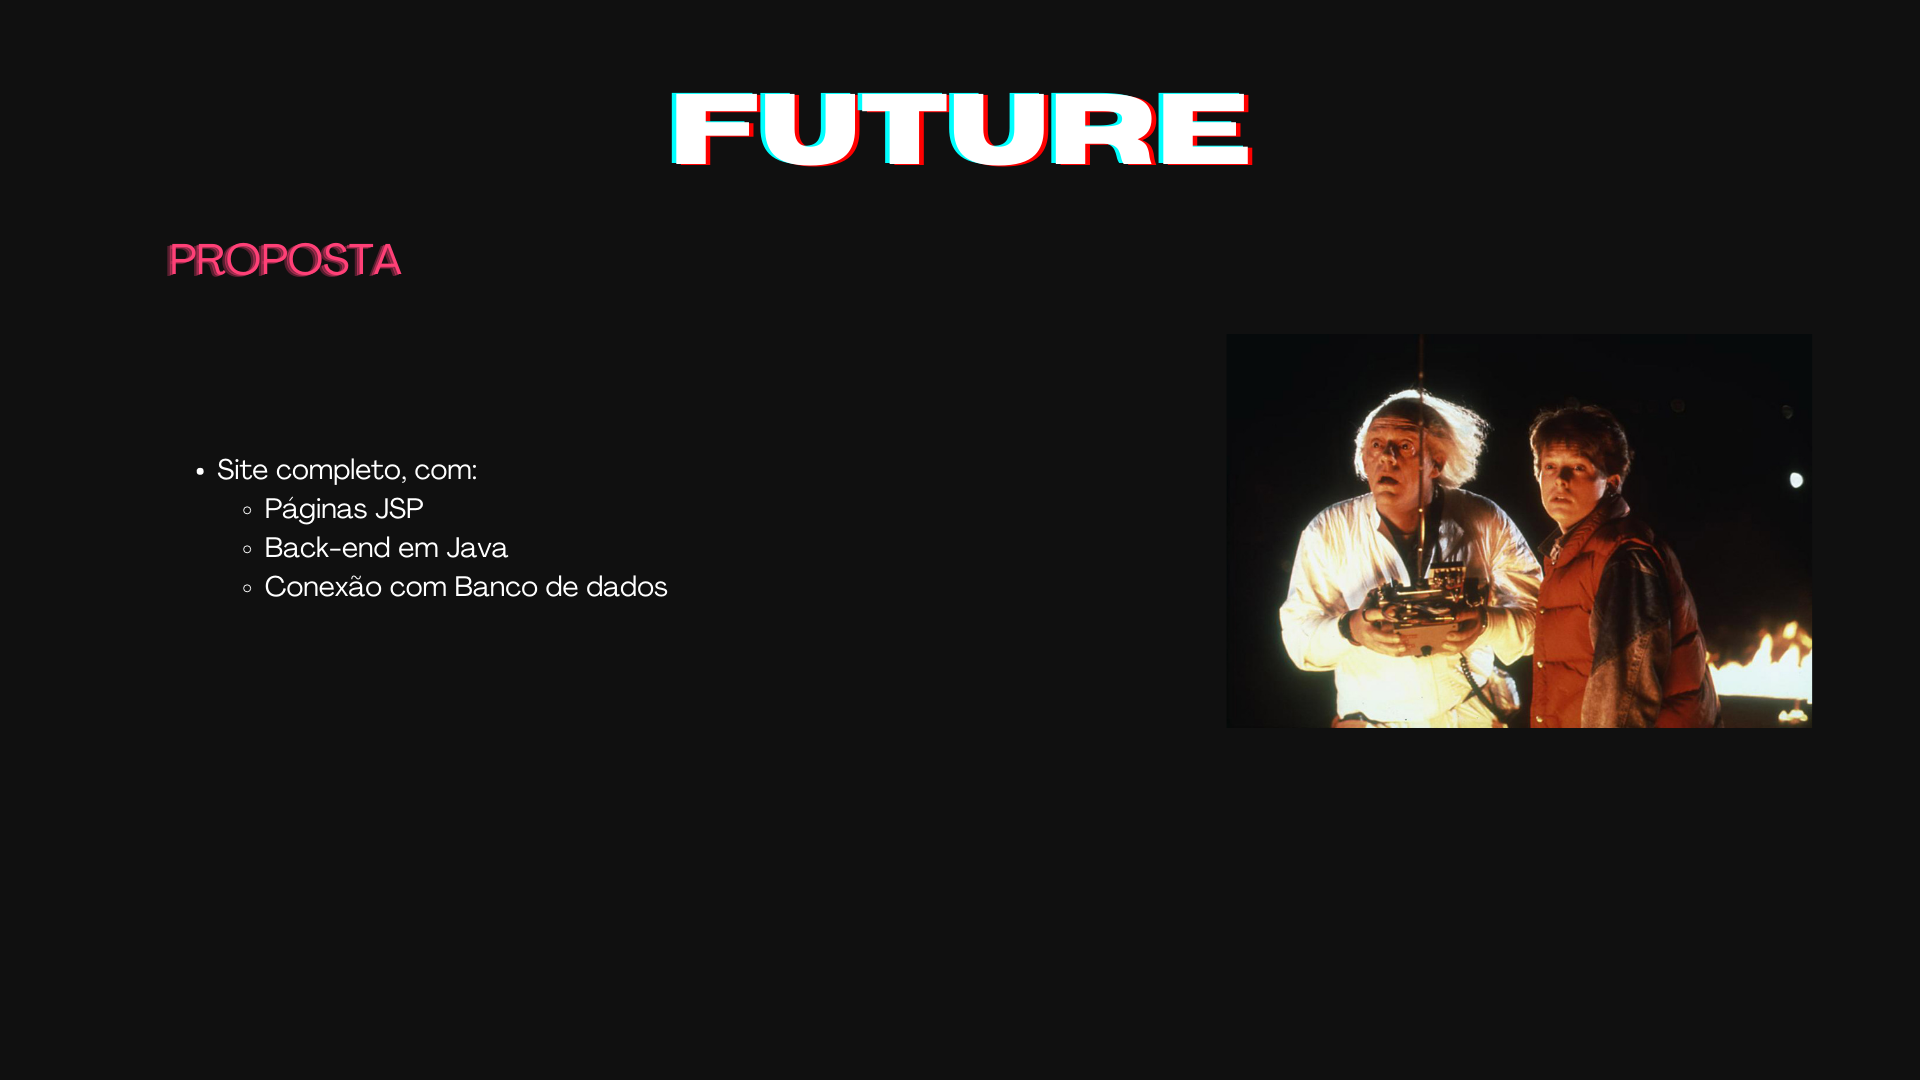 FUTURE
PROPOSTA
• Site completo, com:
◦ Páginas JSP
◦ Back-end em Java
◦ Conexão com Banco de dados